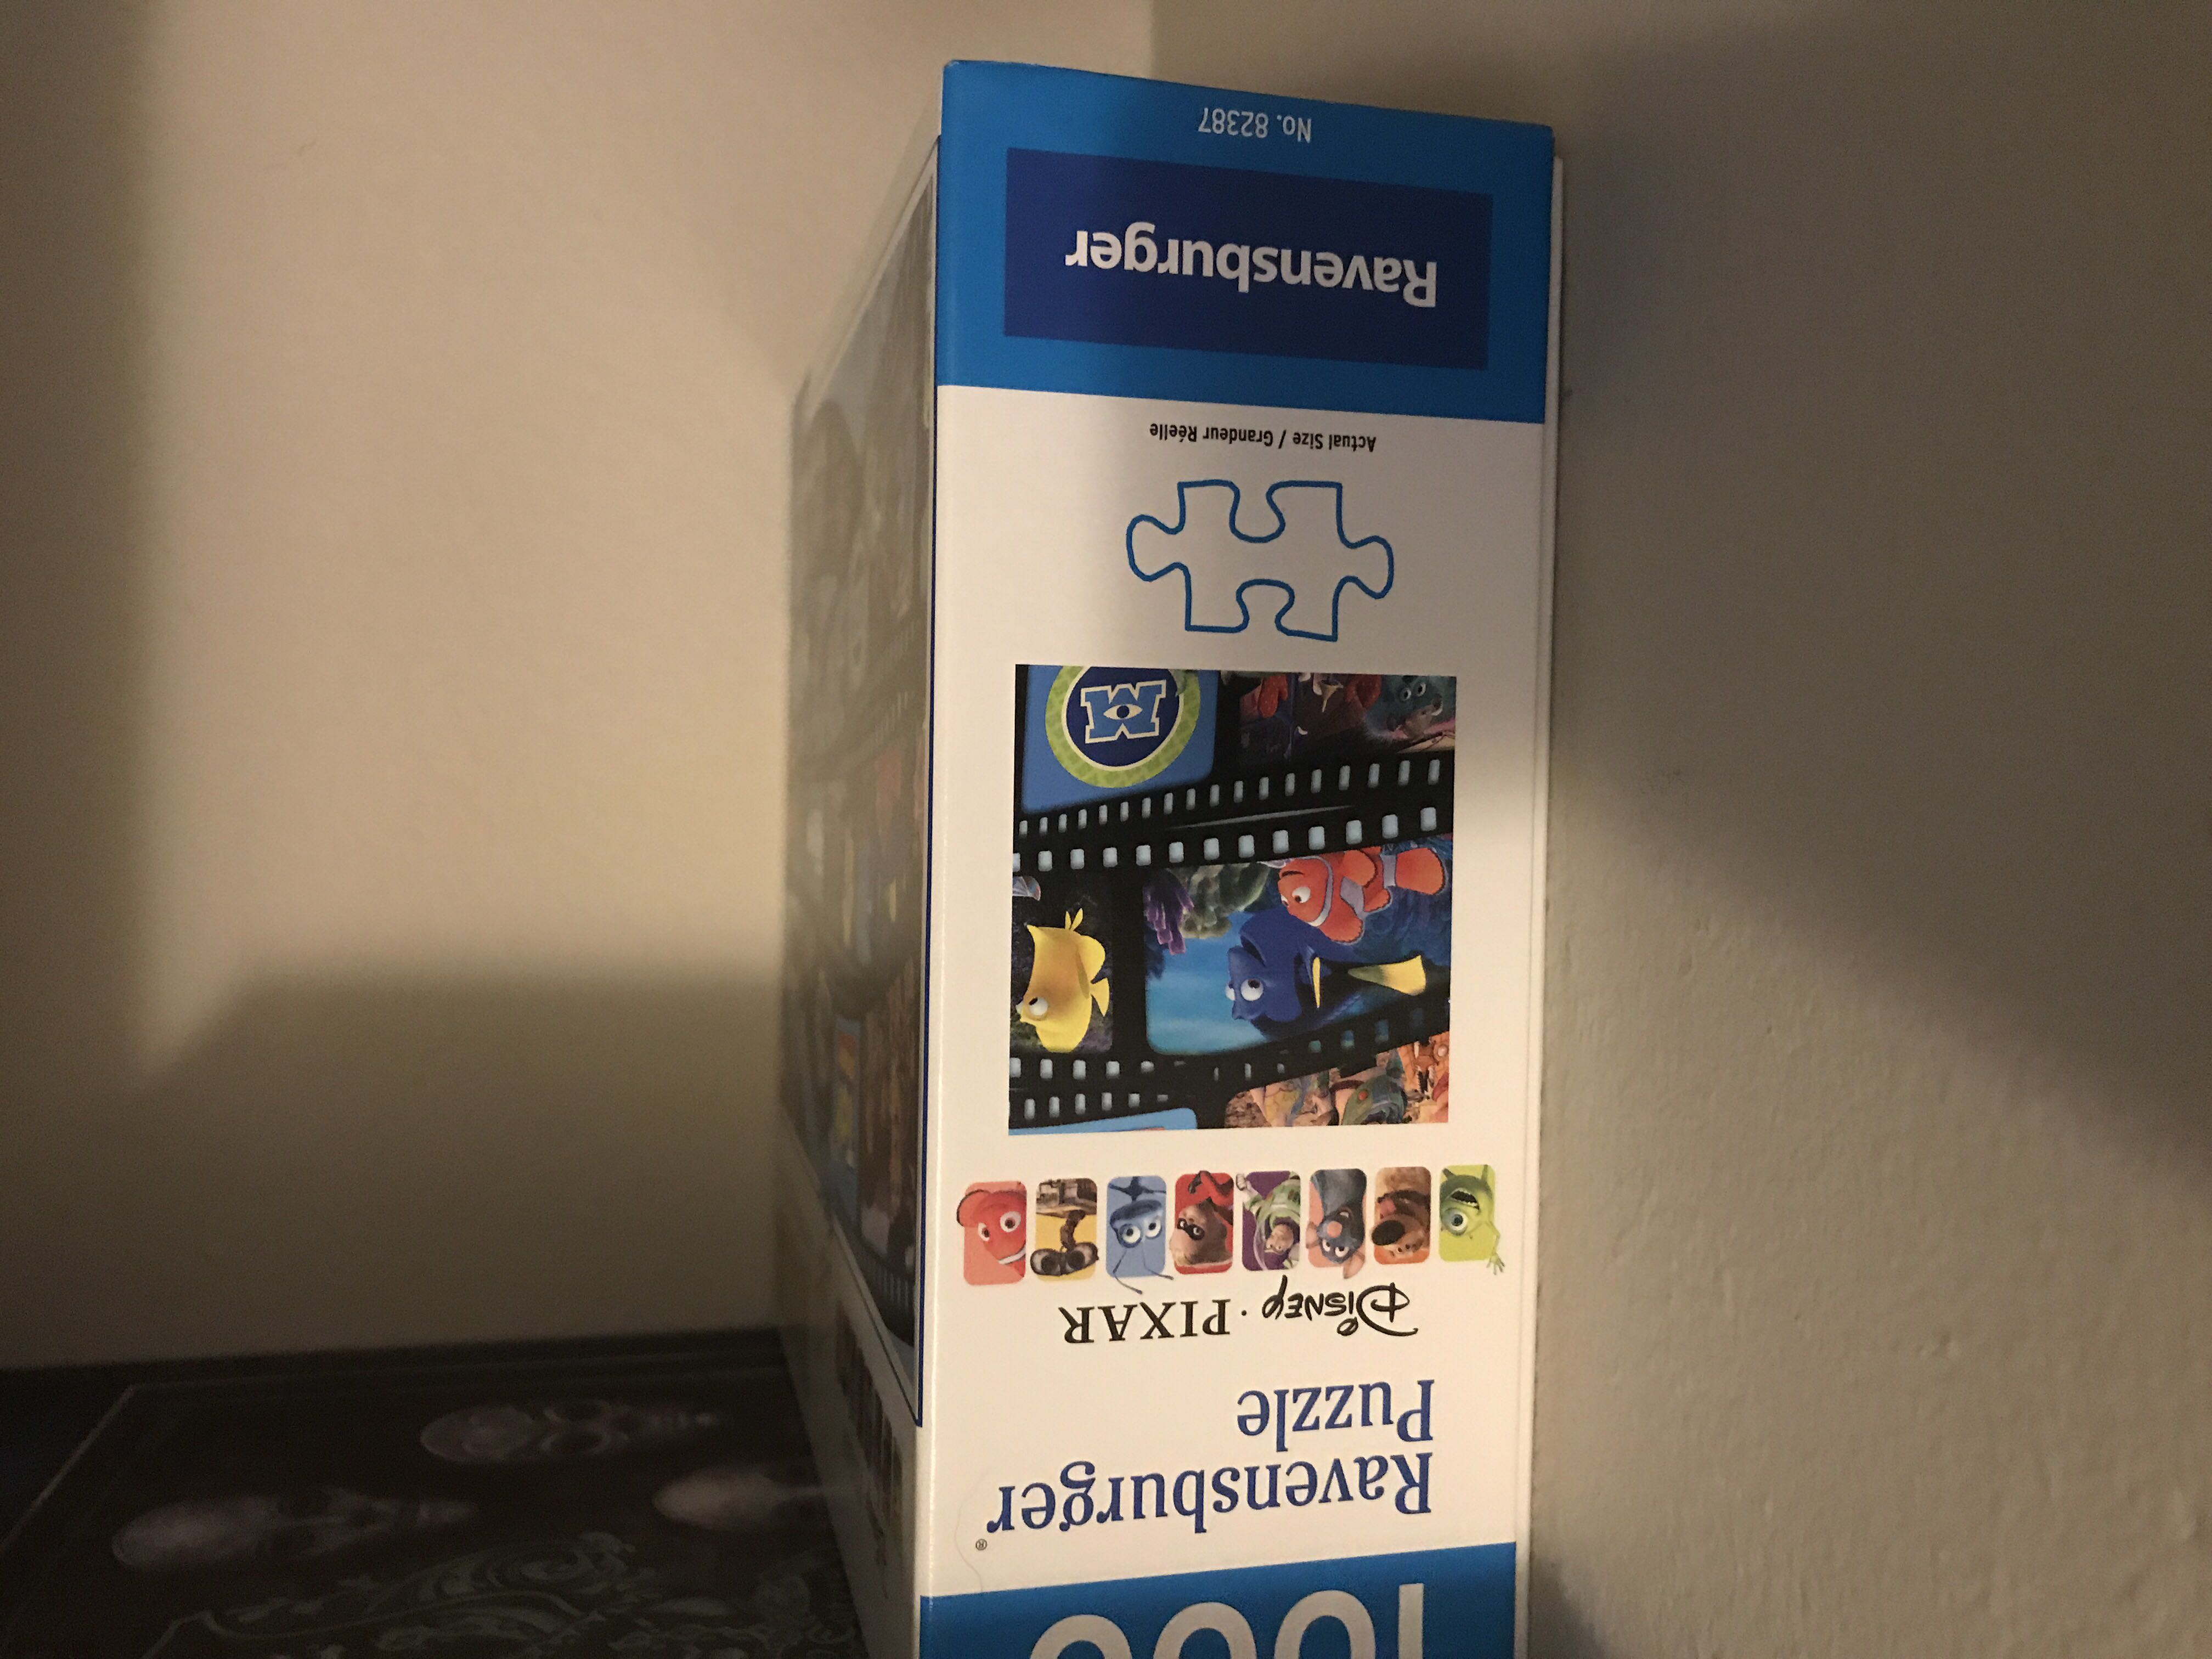 1000
Ravensburger®
Puzzle
Disney · PIXAR
M
Actual Size / Grandeur Réelle
Ravensburger
No. 82387